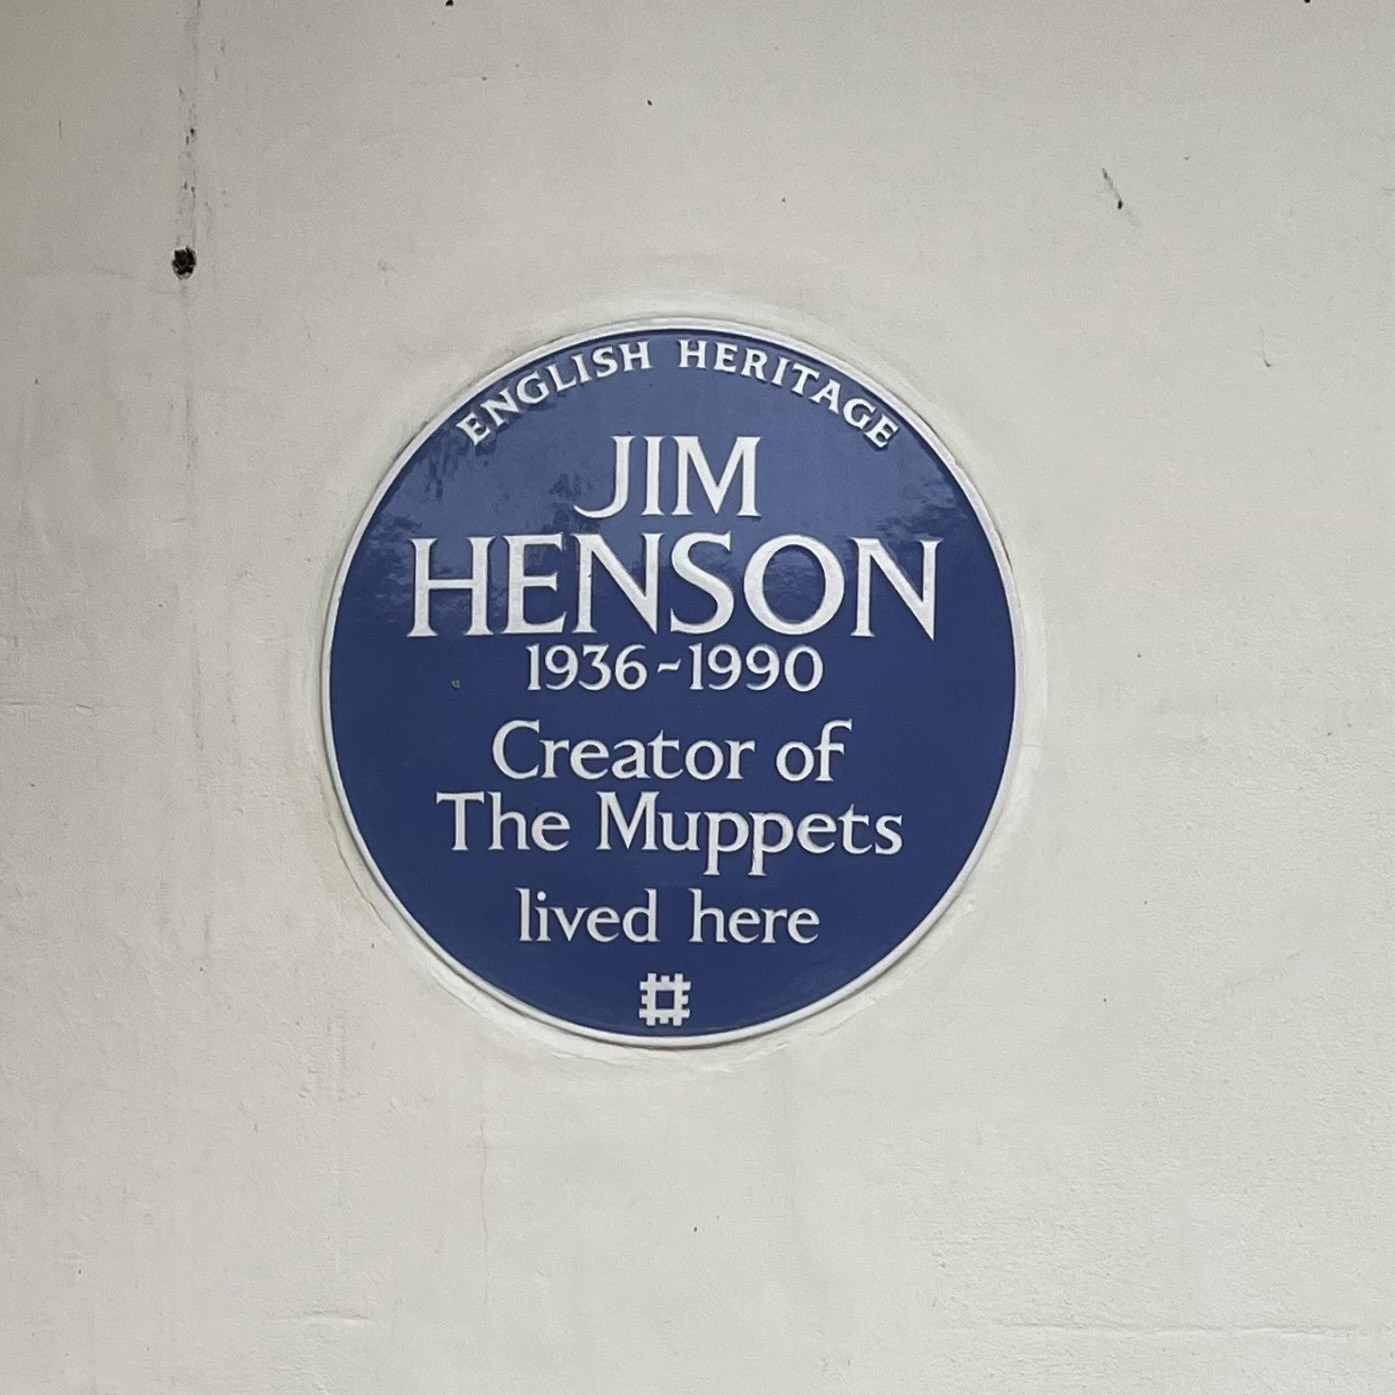 ENGLISH HERITAGE
JIM
HENSON
1936~1990
Creator of
The Muppets
lived here